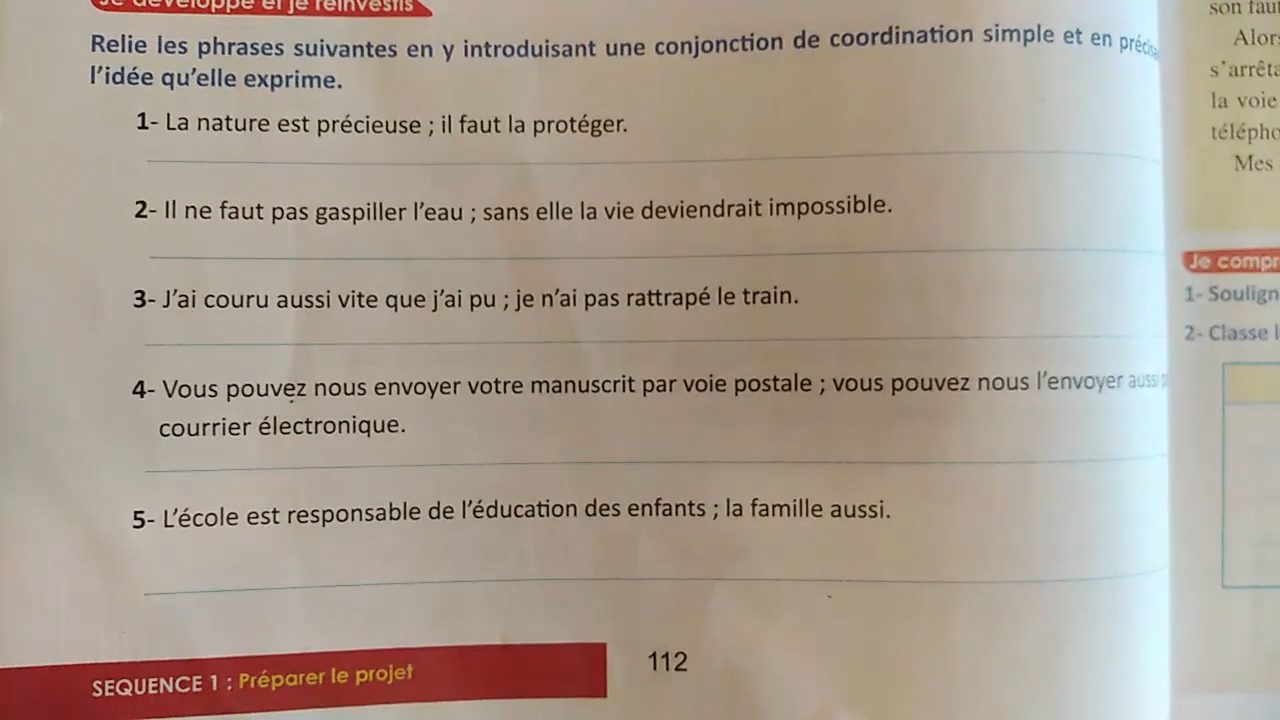 Je développe et je réinvestis
Relie les phrases suivantes en y introduisant une conjonction de coordination simple et en
l'idée qu'elle exprime.
1- La nature est précieuse ; il faut la protéger.
2- Il ne faut pas gaspiller l'eau ; sans elle la vie deviendrait impossible.
3- J'ai couru aussi vite que j'ai pu ; je n'ai pas rattrapé le train.
4- Vous pouvez nous envoyer votre manuscrit par voie postale ; vous pouvez nous l'envoyer aussi
courrier électronique.
5- L'école est responsable de l'éducation des enfants ; la famille aussi.
SEQUENCE 1 : Préparer le projet
112
son
Alors
s'arrêta
la voie
Mes
Je
1-
2- Classe